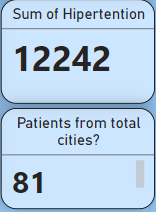 Sum of Hipertention
12242
Patients from total
cities?
81